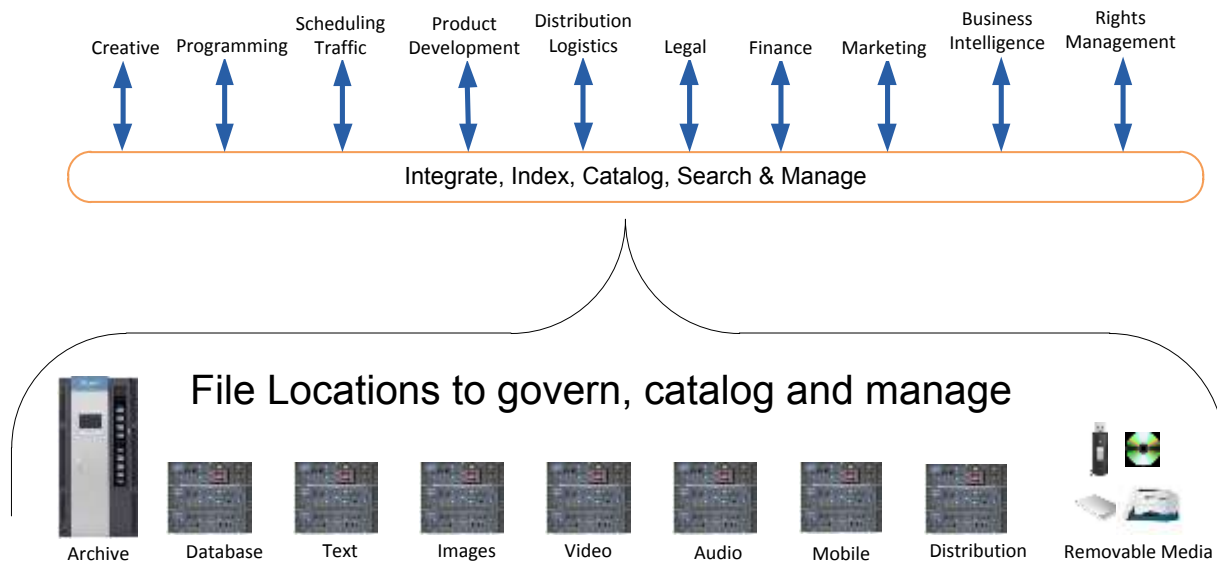 Creative
Programming
Scheduling
Traffic
Product
Development
Distribution
Logistics
Legal
Finance
Marketing
Business
Intelligence
Rights
Management
Integrate, Index, Catalog, Search & Manage
File Locations to govern, catalog and manage
Archive
Database
Text
Images
Video
Audio
Mobile
Distribution
Removable Media